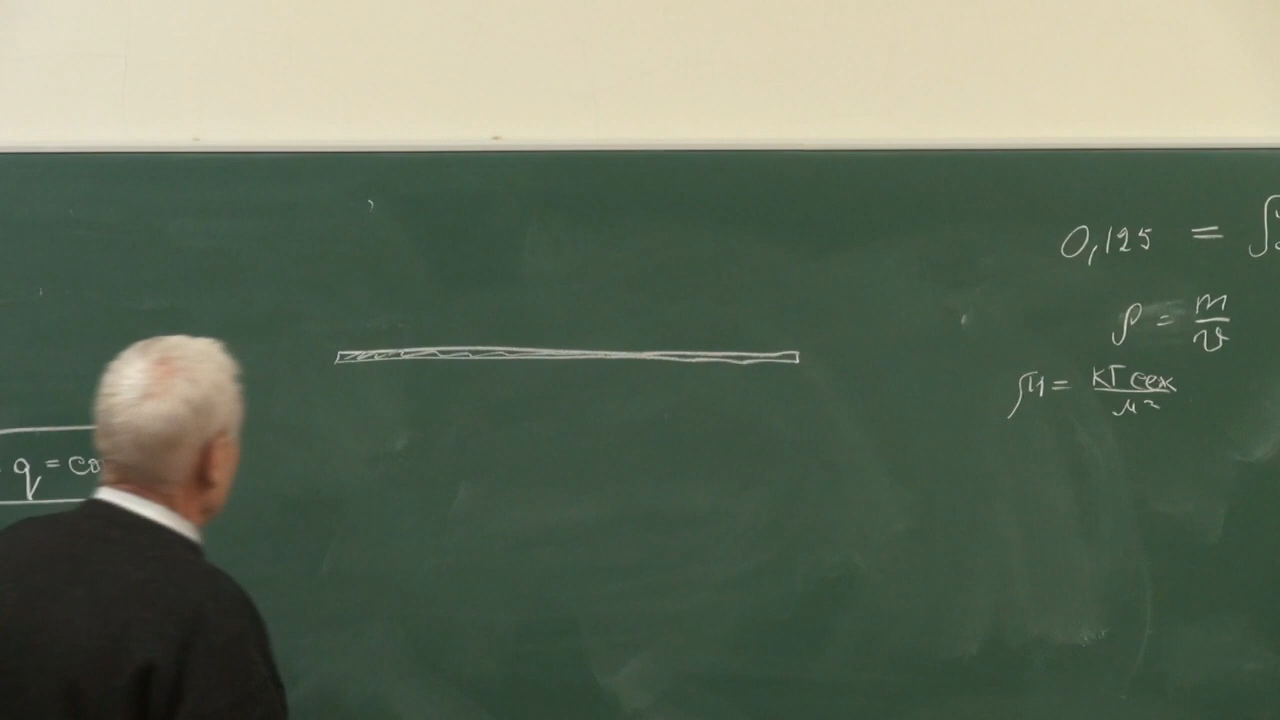 q = co
0,125 = ∫
ρ = m/v
кг сек/м²